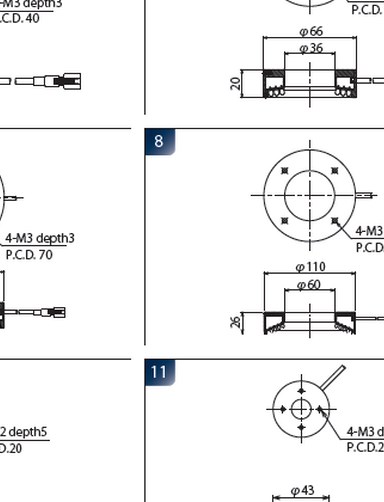 -M3 depth3
P.C.D.
.C.D. 40
φ66
φ36
20
8
4-M3 depth3
P.C.D. 70
4-M3
P.C.D.
φ110
φ60
26
11
2 depth5
D.20
4-M3 d
P.C.D.2
φ43